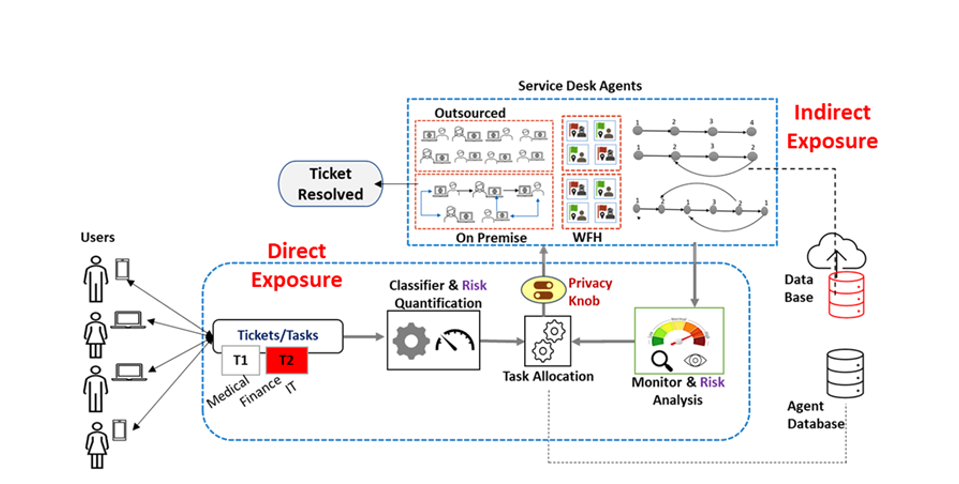 Service Desk Agents
Indirect
Exposure
Outsourced
1 2 3 4
1 2 3 2
Ticket
Resolved
1 2 1 3 2 1
On Premise
WFH
Users
Direct
Exposure
Classifier & Risk
Quantification
Privacy
Knob
Data
Base
Tickets/Tasks
T1
T2
Medical
Finance
IT
Task Allocation
Monitor & Risk
Analysis
Agent
Database